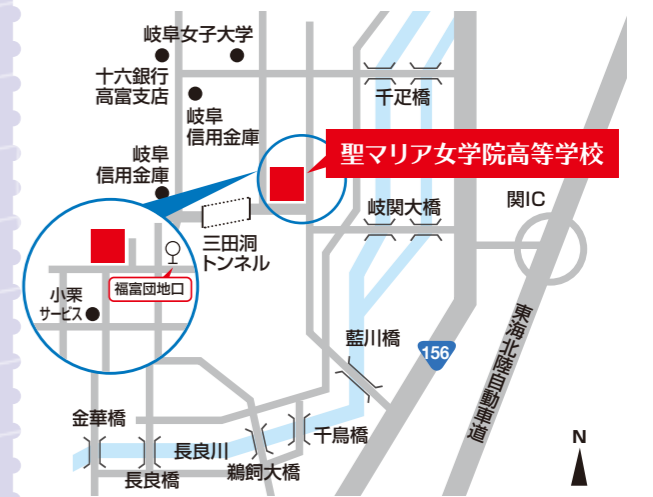 岐阜女子大学
十六銀行
高富支店
岐阜
信用金庫
千疋橋
聖マリア女学院高等学校
岐阜
信用金庫
岐関大橋
関IC
三田洞
トンネル
福富団地口
小栗
サービス
東海北陸自動車道
藍川橋
156
金華橋
千鳥橋
長良川
鵜飼大橋
長良橋
N